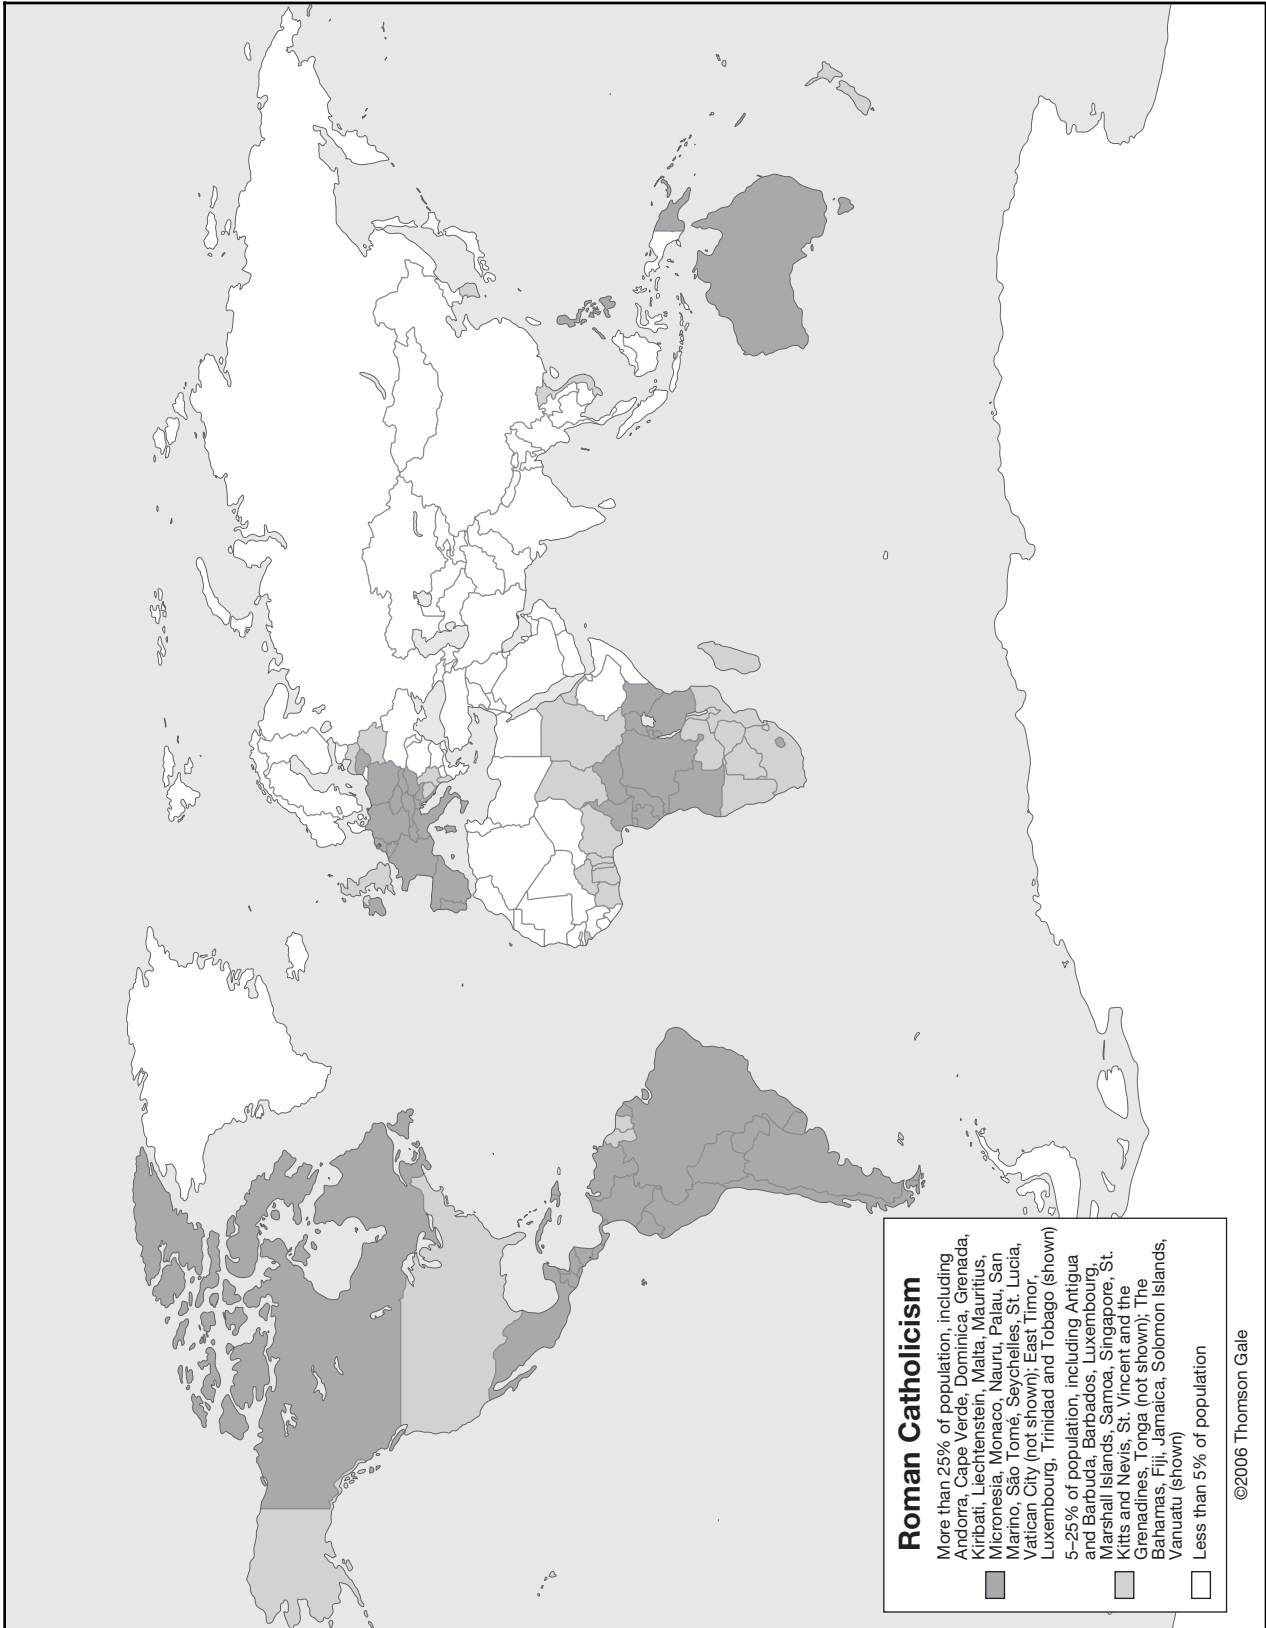 Roman Catholicism
More than 25% of population, including
Andorra, Cape Verde, Dominica, Grenada,
Kiribati, Liechtenstein, Malta, Mauritius,
Micronesia, Monaco, Nauru, Palau, San
Marino, São Tomé, Seychelles, St. Lucia,
Vatican City (not shown); East Timor,
Luxembourg, Trinidad and Tobago (shown)
5–25% of population, including Antigua
and Barbuda, Barbados, Luxembourg,
Marshall Islands, Samoa, Singapore, St.
Kitts and Nevis, St. Vincent and the
Grenadines, Tonga (not shown); The
Bahamas, Fiji, Jamaica, Solomon Islands,
Vanuatu (shown)
Less than 5% of population
©2006 Thomson Gale